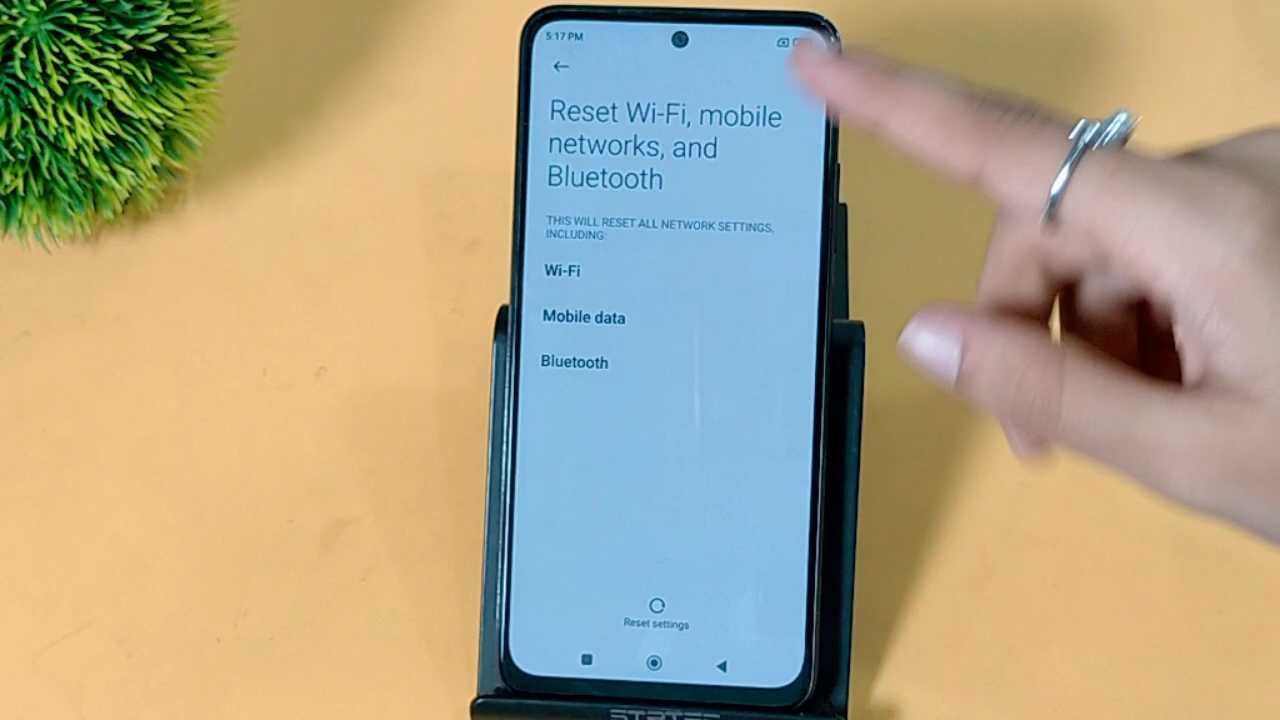 5:17 PM
Reset Wi-Fi, mobile
networks, and
Bluetooth
THIS WILL RESET ALL NETWORK SETTINGS,
INCLUDING:
Wi-Fi
Mobile data
Bluetooth
Reset settings